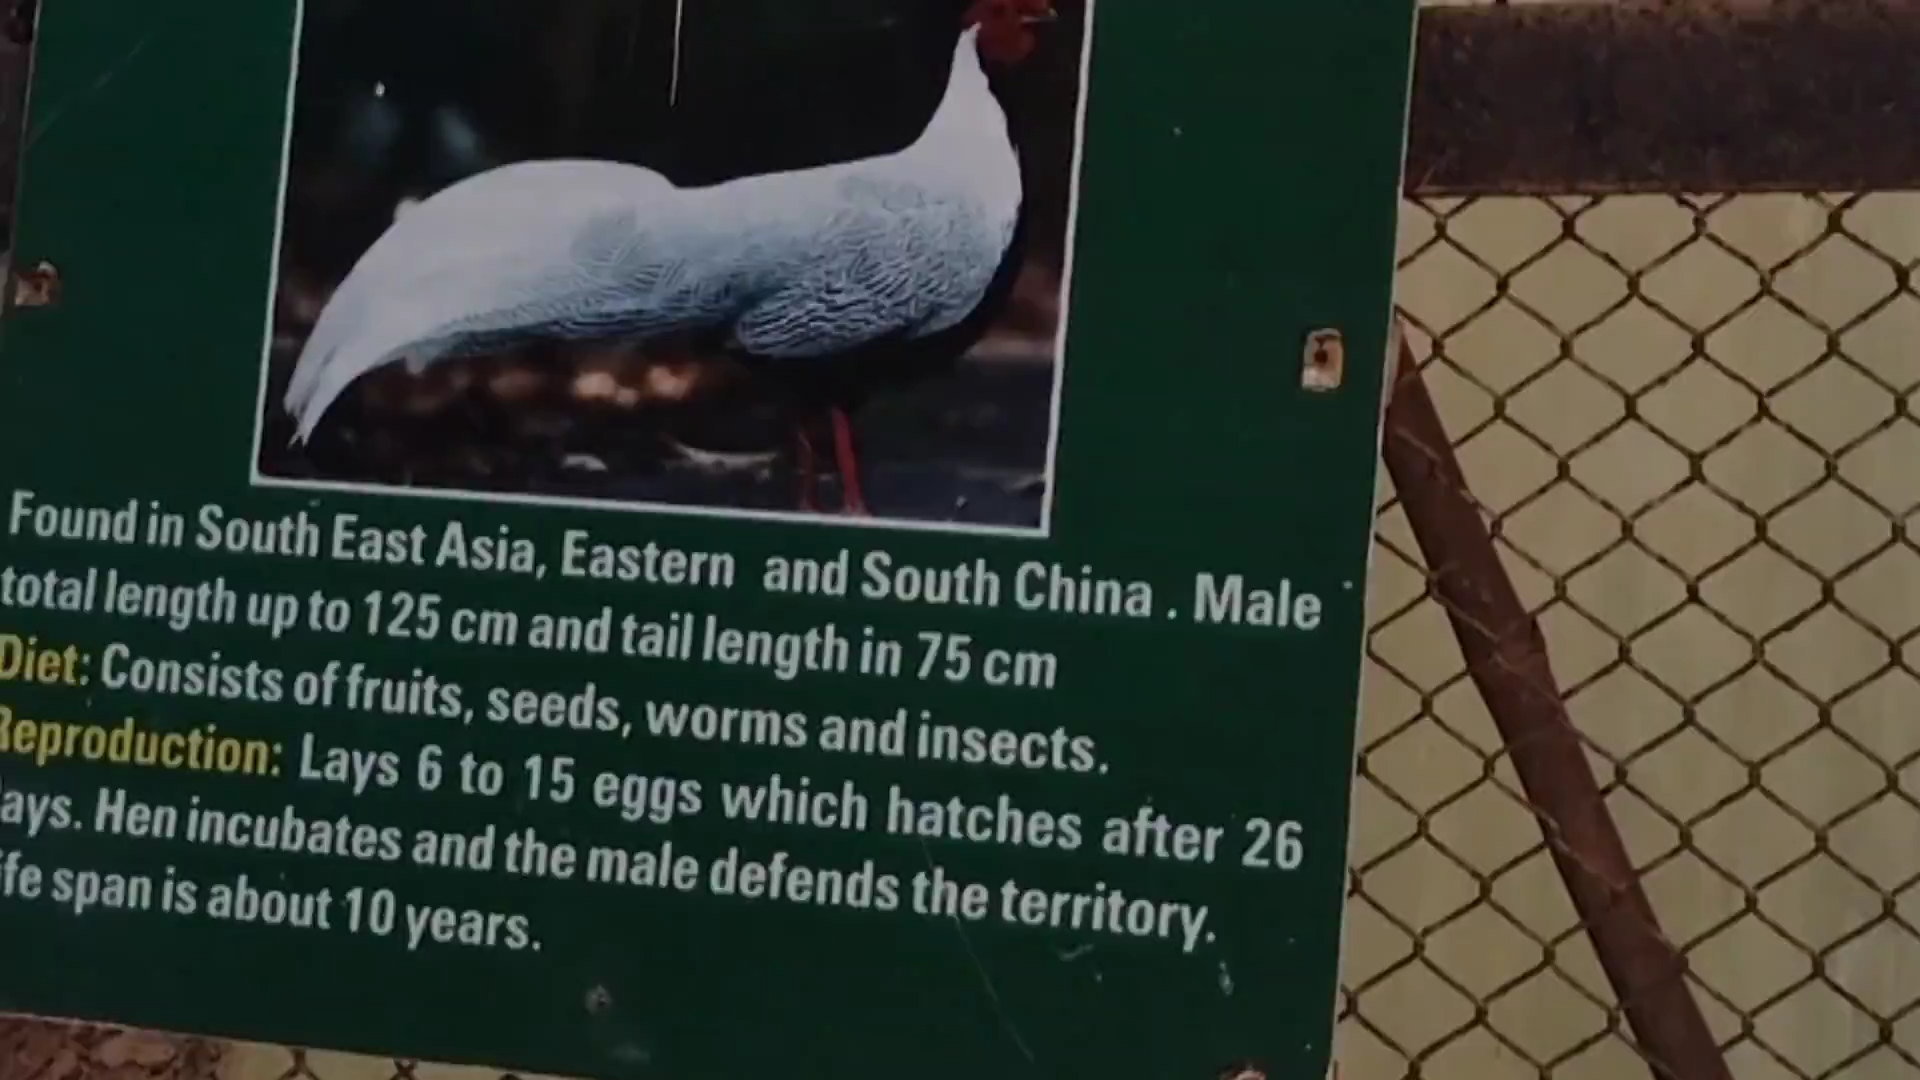 Found in South East Asia, Eastern and South China . Male
total length up to 125 cm and tail length in 75 cm
Diet: Consists of fruits, seeds, worms and insects.
Reproduction: Lays 6 to 15 eggs which hatches after 26
ays. Hen incubates and the male defends the territory.
ife span is about 10 years.